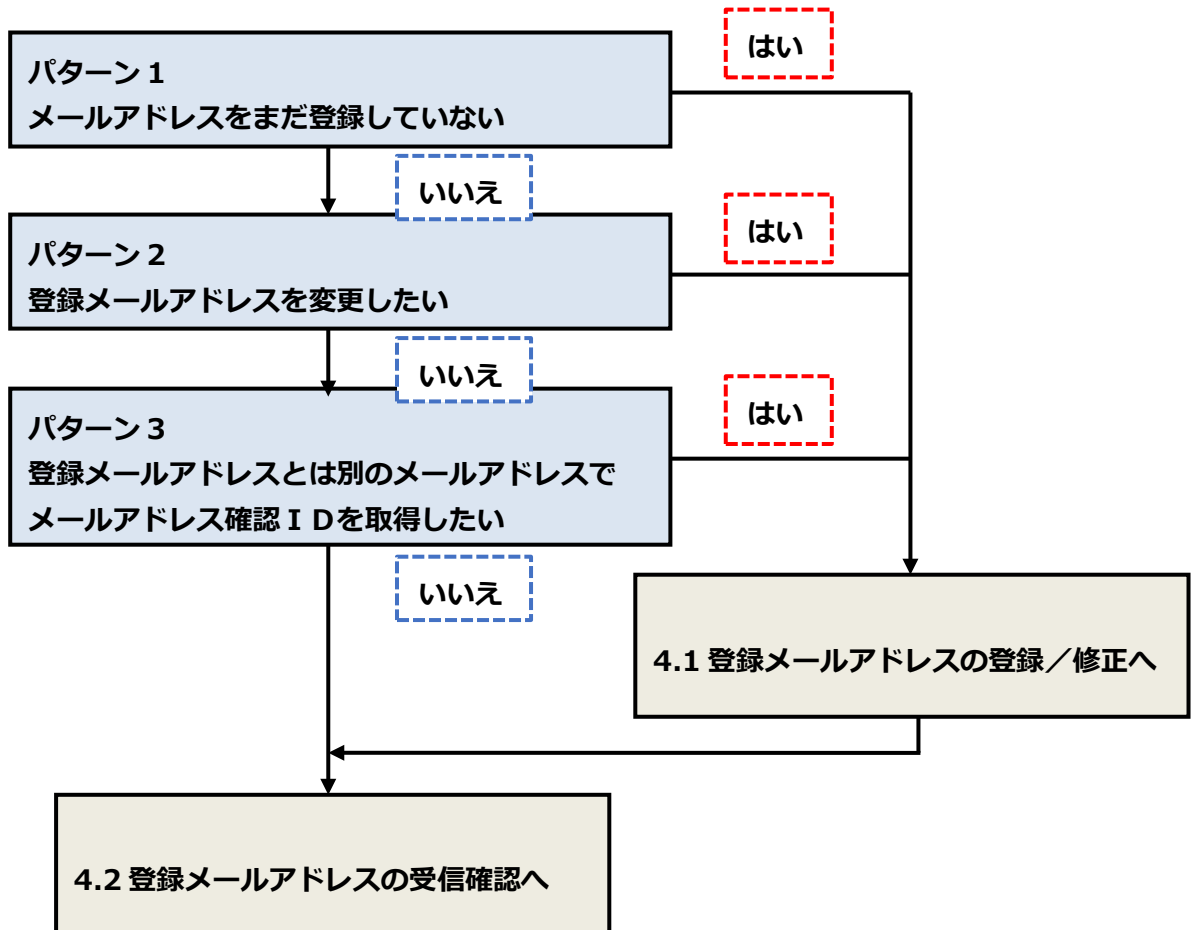 はい
パターン１
メールアドレスをまだ登録していない
いいえ
はい
パターン２
登録メールアドレスを変更したい
いいえ
はい
パターン３
登録メールアドレスとは別のメールアドレスで
メールアドレス確認ＩＤを取得したい
いいえ
4.1 登録メールアドレスの登録／修正へ
4.2 登録メールアドレスの受信確認へ